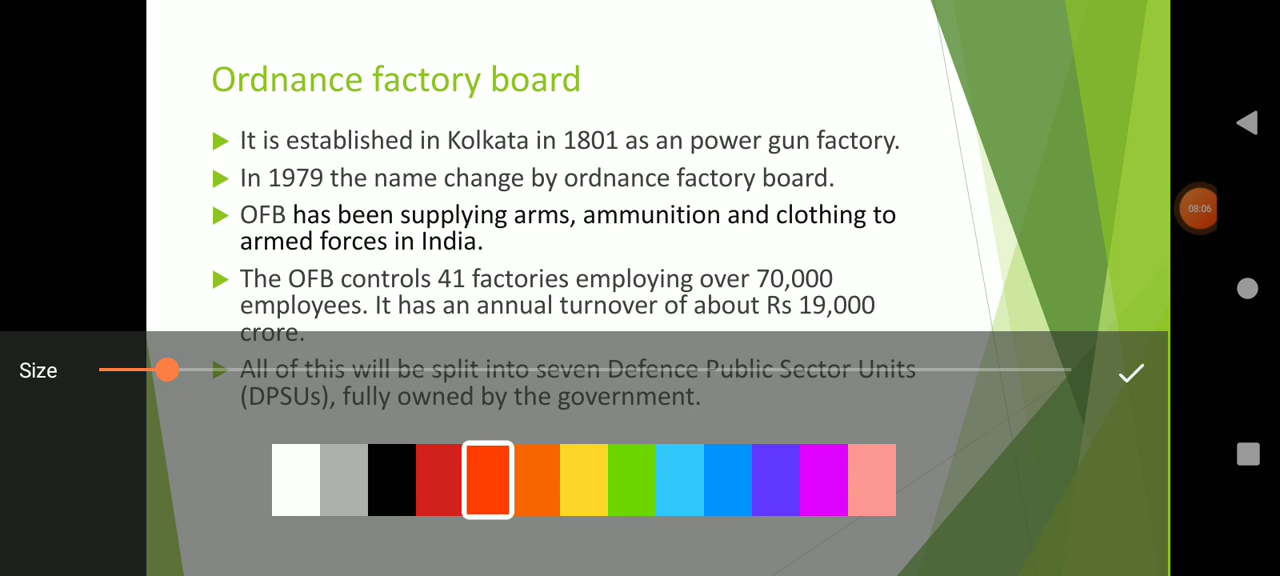 Ordnance factory board
It is established in Kolkata in 1801 as an power gun factory.
In 1979 the name change by ordnance factory board.
OFB has been supplying arms, ammunition and clothing to
armed forces in India.
The OFB controls 41 factories employing over 70,000
employees. It has an annual turnover of about Rs 19,000
crore.
All of this will be split into seven Defence Public Sector Units
(DPSUs), fully owned by the government.
Size
08:06